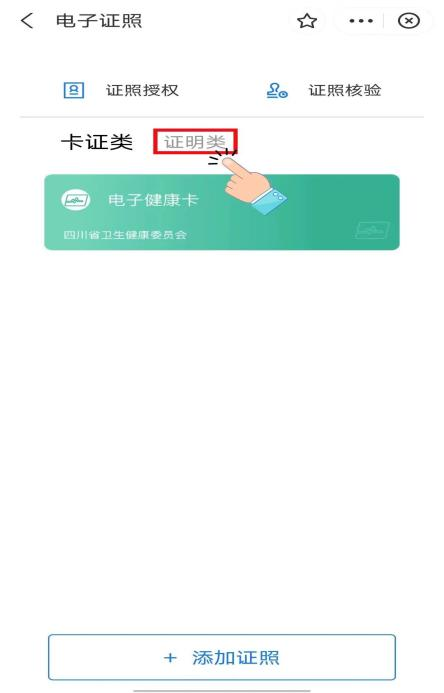 电子证照
证照授权 证照核验
卡证类 证明类
电子健康卡
四川省卫生健康委员会
+ 添加证照